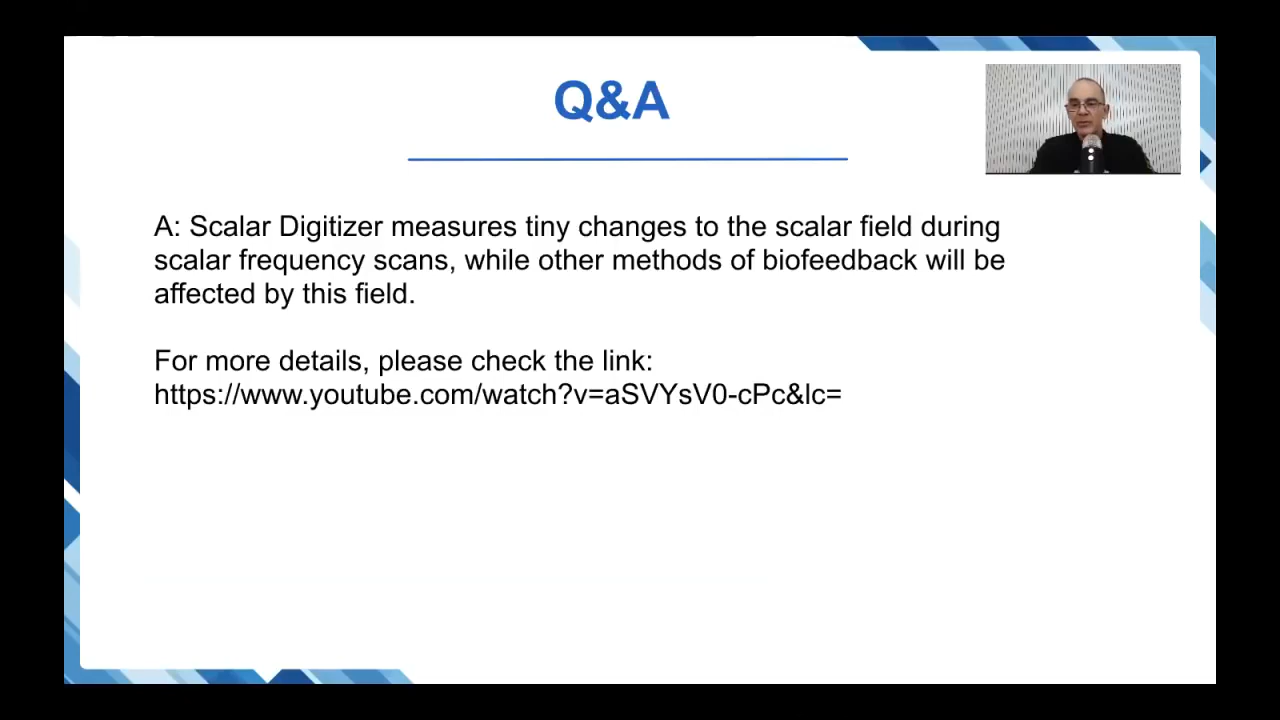 Q&A
A: Scalar Digitizer measures tiny changes to the scalar field during
scalar frequency scans, while other methods of biofeedback will be
affected by this field.
For more details, please check the link:
https://www.youtube.com/watch?v=aSVYsV0-cPc&lc=